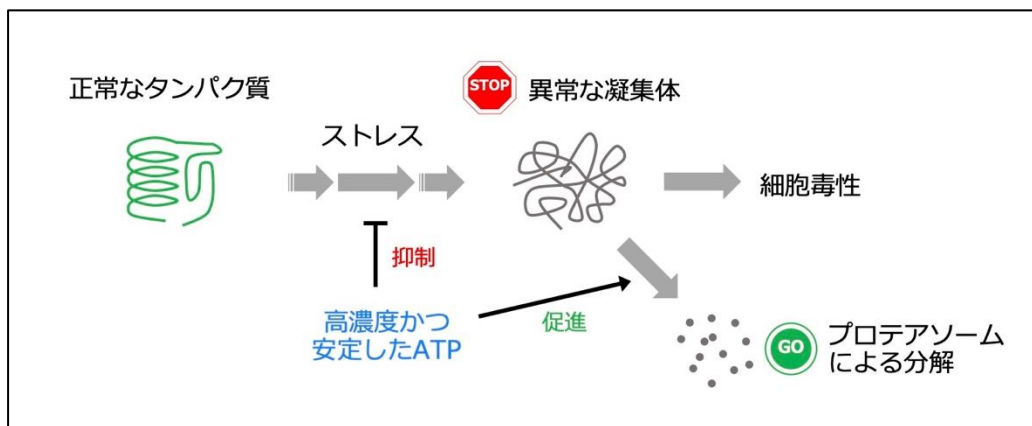 正常なタンパク質
STOP
異常な凝集体
ストレス
細胞毒性
抑制
高濃度かつ
安定したATP
促進
GO
プロテアソーム
による分解